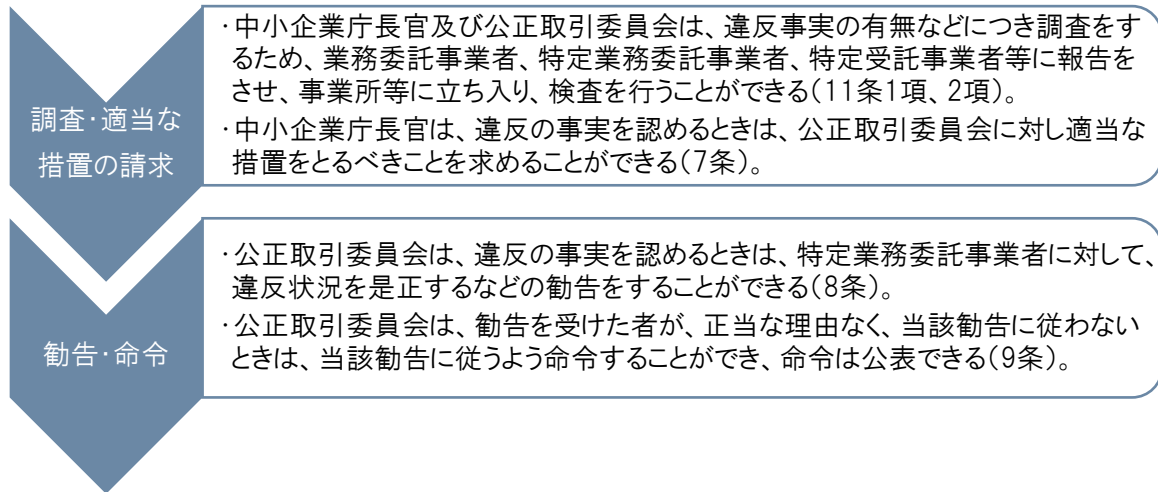 調査・適当な
措置の請求
・中小企業庁長官及び公正取引委員会は、違反事実の有無などにつき調査をす
るため、業務委託事業者、特定業務委託事業者、特定受託事業者等に報告を
させ、事業所等に立ち入り、検査を行うことができる(11条1項、2項)。
・中小企業庁長官は、違反の事実を認めるときは、公正取引委員会に対し適当な
措置をとるべきことを求めることができる(7条)。
勧告・命令
・公正取引委員会は、違反の事実を認めるときは、特定業務委託事業者に対して、
違反状況を是正するなどの勧告をすることができる(8条)。
・公正取引委員会は、勧告を受けた者が、正当な理由なく、当該勧告に従わない
ときは、当該勧告に従うよう命令することができ、命令は公表できる(9条)。